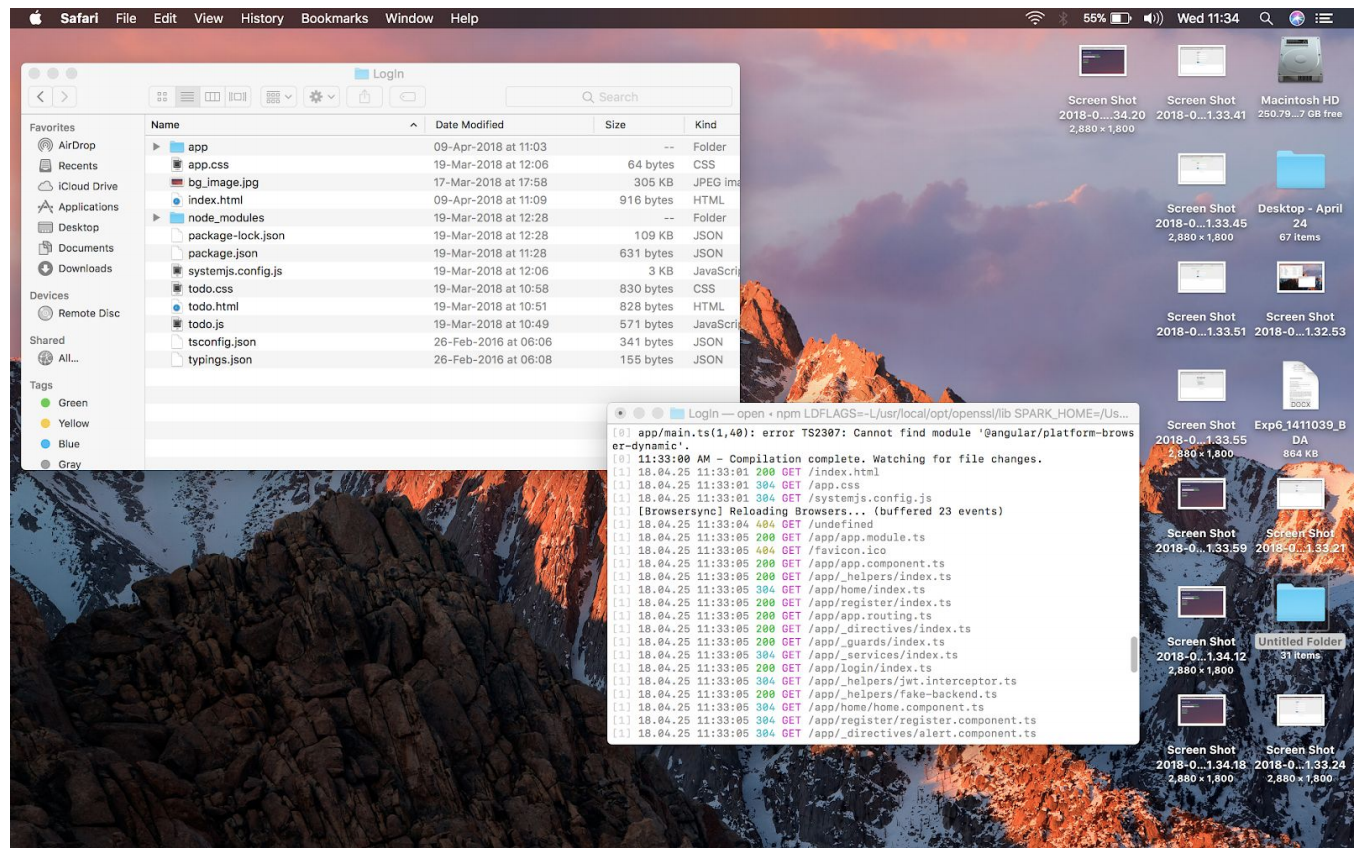 Safari File Edit View History Bookmarks Window Help 55% Wed 11:34
LogIn
Search
Favorites
AirDrop
Recents
iCloud Drive
Applications
Desktop
Documents
Downloads
Devices
Remote Disc
Shared
All...
Tags
Green
Yellow
Blue
Gray
Name Date Modified Size Kind
app 09-Apr-2018 at 11:03 -- Folder
app.css 19-Mar-2018 at 12:06 64 bytes CSS
bg_image.jpg 17-Mar-2018 at 17:58 305 KB JPEG ima
index.html 09-Apr-2018 at 11:09 916 bytes HTML
node_modules 19-Mar-2018 at 12:28 -- Folder
package-lock.json 19-Mar-2018 at 12:28 109 KB JSON
package.json 19-Mar-2018 at 11:28 631 bytes JSON
systemjs.config.js 19-Mar-2018 at 12:06 3 KB JavaScrip
todo.css 19-Mar-2018 at 10:58 830 bytes CSS
todo.html 19-Mar-2018 at 10:51 828 bytes HTML
todo.js 19-Mar-2018 at 10:49 571 bytes JavaScrip
tsconfig.json 26-Feb-2016 at 06:06 341 bytes JSON
typings.json 26-Feb-2016 at 06:08 155 bytes JSON
LogIn — open • npm LDFLAGS=-L/usr/local/opt/openssl/lib SPARK_HOME=/Us...
[0] app/main.ts(1,40): error TS2307: Cannot find module '@angular/platform-brows
er-dynamic'.
[0] 11:33:00 AM – Compilation complete. Watching for file changes.
[1] 18.04.25 11:33:01 200 GET /index.html
[1] 18.04.25 11:33:01 304 GET /app.css
[1] 18.04.25 11:33:01 304 GET /systemjs.config.js
[1] [Browsersync] Reloading Browsers... (buffered 23 events)
[1] 18.04.25 11:33:04 404 GET /undefined
[1] 18.04.25 11:33:05 200 GET /app/app.module.ts
[1] 18.04.25 11:33:05 404 GET /favicon.ico
[1] 18.04.25 11:33:05 200 GET /app/app.component.ts
[1] 18.04.25 11:33:05 200 GET /app/_helpers/index.ts
[1] 18.04.25 11:33:05 304 GET /app/home/index.ts
[1] 18.04.25 11:33:05 200 GET /app/register/index.ts
[1] 18.04.25 11:33:05 200 GET /app/app.routing.ts
[1] 18.04.25 11:33:05 200 GET /app/_directives/index.ts
[1] 18.04.25 11:33:05 200 GET /app/_guards/index.ts
[1] 18.04.25 11:33:05 304 GET /app/_services/index.ts
[1] 18.04.25 11:33:05 200 GET /app/login/index.ts
[1] 18.04.25 11:33:05 304 GET /app/_helpers/jwt.interceptor.ts
[1] 18.04.25 11:33:05 200 GET /app/_helpers/fake-backend.ts
[1] 18.04.25 11:33:05 304 GET /app/home/home.component.ts
[1] 18.04.25 11:33:05 304 GET /app/register/register.component.ts
[1] 18.04.25 11:33:05 304 GET /app/_directives/alert.component.ts
Screen Shot
2018-0....34.20
2,880 × 1,800
Screen Shot
2018-0...1.33.41
Macintosh HD
250.79...7 GB free
Screen Shot
2018-0...1.33.45
2,880 × 1,800
Desktop - April
24
67 items
Screen Shot
2018-0...1.33.51
Screen Shot
2018-0...1.32.53
Screen Shot
2018-0...1.33.55
2,880 × 1,800
DOCX
Exp6_1411039_B
DA
864 KB
Screen Shot
2018-0...1.33.59
Screen Shot
2018-0...1.33.21
Screen Shot
2018-0...1.34.12
2,880 × 1,800
Untitled Folder
31 items
Screen Shot
2018-0...1.34.18
2,880 × 1,800
Screen Shot
2018-0...1.33.24
2,880 × 1,800